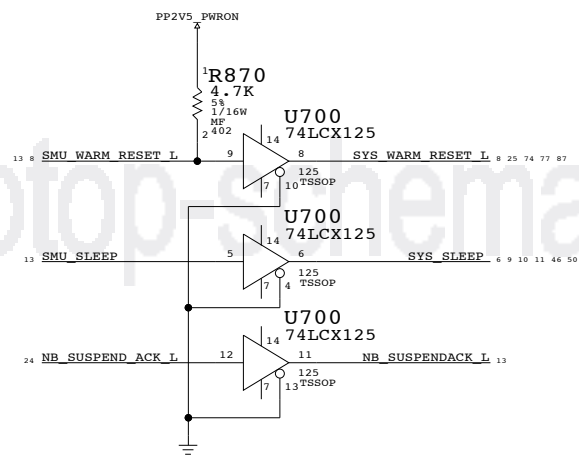 PP2V5_PWRON
1 R870
4.7K
5%
1/16W
MF
2 402
U700
74LCX125
14
13 8 SMU_WARM_RESET_L 9 8 SYS_WARM_RESET_L 8 25 74 77 87
125
7 10 TSSOP
U700
74LCX125
14
13 SMU_SLEEP 5 6 SYS_SLEEP 6 9 10 11 46 50
125
7 4 TSSOP
U700
74LCX125
14
24 NB_SUSPEND_ACK_L 12 11 NB_SUSPENDACK_L 13
125
7 13 TSSOP
ptop-schema